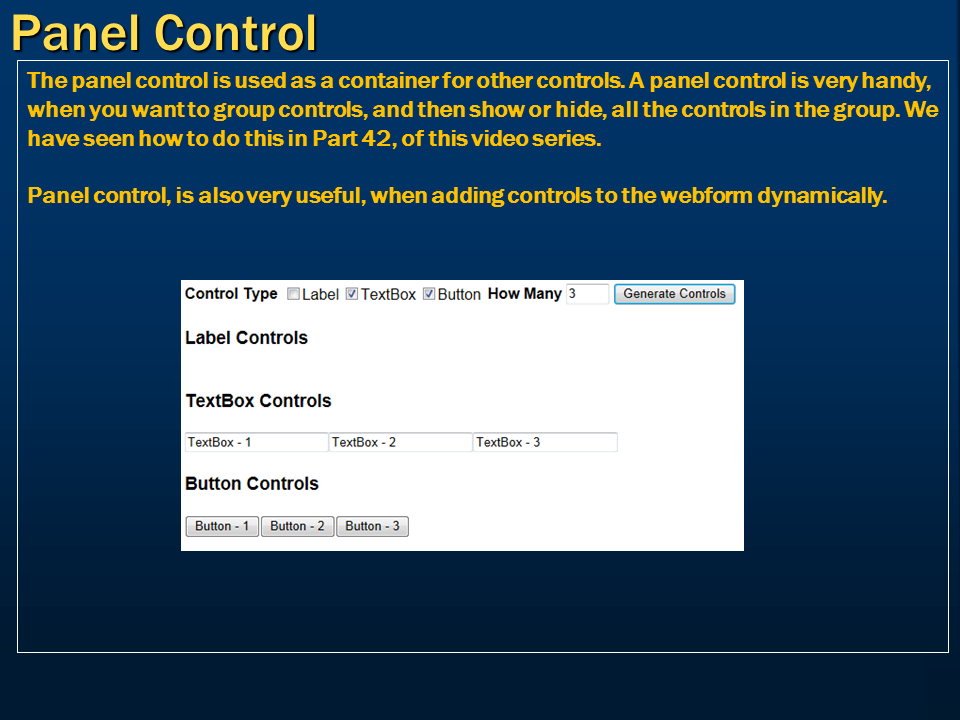 Panel Control
The panel control is used as a container for other controls. A panel control is very handy,
when you want to group controls, and then show or hide, all the controls in the group. We
have seen how to do this in Part 42, of this video series.
Panel control, is also very useful, when adding controls to the webform dynamically.
Control Type Label TextBox Button How Many 3 Generate Controls
Label Controls
TextBox Controls
TextBox - 1 TextBox - 2 TextBox - 3
Button Controls
Button - 1 Button - 2 Button - 3